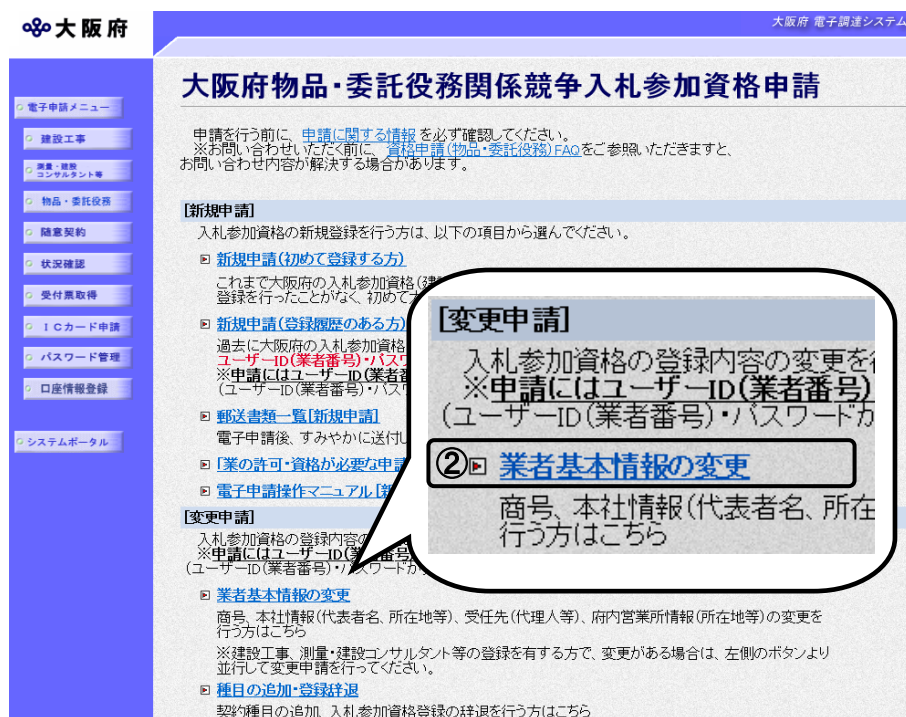 大阪府
大阪府 電子調達システム
電子申請メニュー
建設工事
測量・建設
コンサルタント等
物品・委託役務
随意契約
状況確認
受付票取得
ICカード申請
パスワード管理
口座情報登録
システムポータル
大阪府物品・委託役務関係競争入札参加資格申請
申請を行う前に、申請に関する情報 を必ず確認してください。
※お問い合わせいただく前に、資格申請(物品・委託役務)FAQをご参照いただきますと、
お問い合わせ内容が解決する場合があります。
[新規申請]
入札参加資格の新規登録を行う方は、以下の項目から選んでください。
新規申請(初めて登録する方)
これまで大阪府の入札参加資格(建
登録を行ったことがなく、初めて大
新規申請(登録履歴のある方)
過去に大阪府の入札参加資格
ユーザーID(業者番号)・パスワ
※申請にはユーザーID(業者番
(ユーザーID(業者番号)・パスワ
郵送書類一覧[新規申請]
電子申請後、すみやかに送付し
「業の許可・資格が必要な申請
電子申請操作マニュアル[新
[変更申請]
入札参加資格の登録内容の
※申請にはユーザーID(業者番号)
(ユーザーID(業者番号)・パスワードが
業者基本情報の変更
商号、本社情報(代表者名、所在地等)、受任先(代理人等)、府内営業所情報(所在地等)の変更を
行う方はこちら
※建設工事、測量・建設コンサルタント等の登録を有する方で、変更がある場合は、左側のボタンより
並行して変更申請を行ってください。
種目の追加・登録辞退
契約種目の追加、入札参加資格登録の辞退を行う方はこちら
[変更申請]
入札参加資格の登録内容の変更を行
※申請にはユーザーID(業者番号)
(ユーザーID(業者番号)・パスワードが
② 業者基本情報の変更
商号、本社情報(代表者名、所在
行う方はこちら